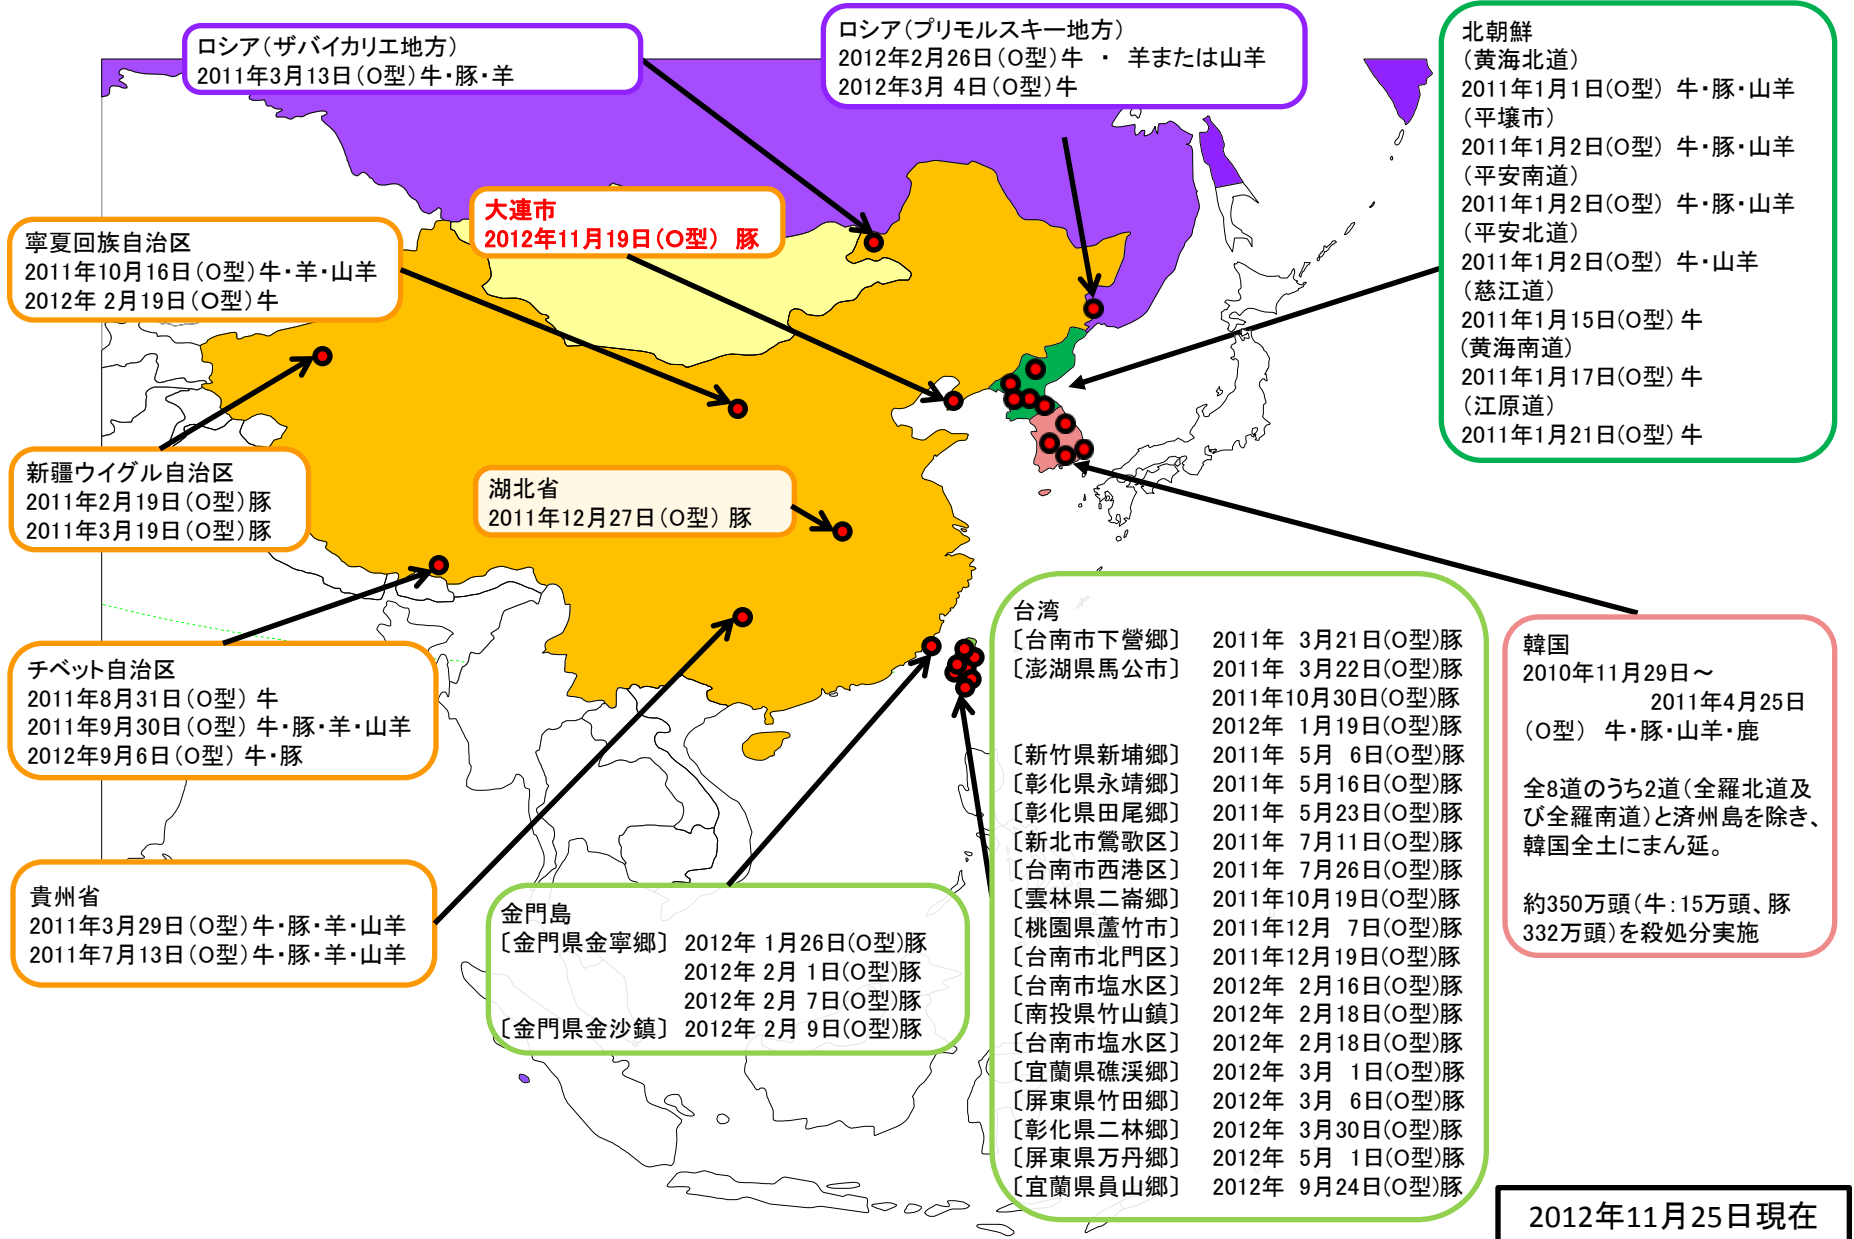 ロシア(ザバイカリエ地方)
2011年3月13日(O型)牛・豚・羊
ロシア(プリモルスキー地方)
2012年2月26日(O型)牛 ・ 羊または山羊
2012年3月 4日(O型)牛
北朝鮮
(黄海北道)
2011年1月1日(O型) 牛・豚・山羊
(平壌市)
2011年1月2日(O型) 牛・豚・山羊
(平安南道)
2011年1月2日(O型) 牛・豚・山羊
(平安北道)
2011年1月2日(O型) 牛・山羊
(慈江道)
2011年1月15日(O型)牛
(黄海南道)
2011年1月17日(O型)牛
(江原道)
2011年1月21日(O型)牛
大連市
2012年11月19日(O型) 豚
寧夏回族自治区
2011年10月16日(O型)牛・羊・山羊
2012年 2月19日(O型)牛
新疆ウイグル自治区
2011年2月19日(O型)豚
2011年3月19日(O型)豚
湖北省
2011年12月27日(O型) 豚
チベット自治区
2011年8月31日(O型) 牛
2011年9月30日(O型) 牛・豚・羊・山羊
2012年9月6日(O型) 牛・豚
貴州省
2011年3月29日(O型)牛・豚・羊・山羊
2011年7月13日(O型)牛・豚・羊・山羊
金門島
〔金門県金寧郷〕 2012年 1月26日(O型)豚
2012年 2月 1日(O型)豚
2012年 2月 7日(O型)豚
〔金門県金沙鎮〕 2012年 2月 9日(O型)豚
台湾
〔台南市下營郷〕 2011年 3月21日(O型)豚
〔澎湖県馬公市〕 2011年 3月22日(O型)豚
2011年10月30日(O型)豚
2012年 1月19日(O型)豚
〔新竹県新埔郷〕 2011年 5月 6日(O型)豚
〔彰化県永靖郷〕 2011年 5月16日(O型)豚
〔彰化県田尾郷〕 2011年 5月23日(O型)豚
〔新北市鶯歌区〕 2011年 7月11日(O型)豚
〔台南市西港区〕 2011年 7月26日(O型)豚
〔雲林県二崙郷〕 2011年10月19日(O型)豚
〔桃園県蘆竹市〕 2011年12月 7日(O型)豚
〔台南市北門区〕 2011年12月19日(O型)豚
〔台南市塩水区〕 2012年 2月16日(O型)豚
〔南投県竹山鎮〕 2012年 2月18日(O型)豚
〔台南市塩水区〕 2012年 2月18日(O型)豚
〔宜蘭県礁渓郷〕 2012年 3月 1日(O型)豚
〔屏東県竹田郷〕 2012年 3月 6日(O型)豚
〔彰化県二林郷〕 2012年 3月30日(O型)豚
〔屏東県万丹郷〕 2012年 5月 1日(O型)豚
〔宜蘭県員山郷〕 2012年 9月24日(O型)豚
韓国
2010年11月29日~
2011年4月25日
(O型) 牛・豚・山羊・鹿
全8道のうち2道(全羅北道及
び全羅南道)と済州島を除き、
韓国全土にまん延。
約350万頭(牛:15万頭、豚
332万頭)を殺処分実施
2012年11月25日現在